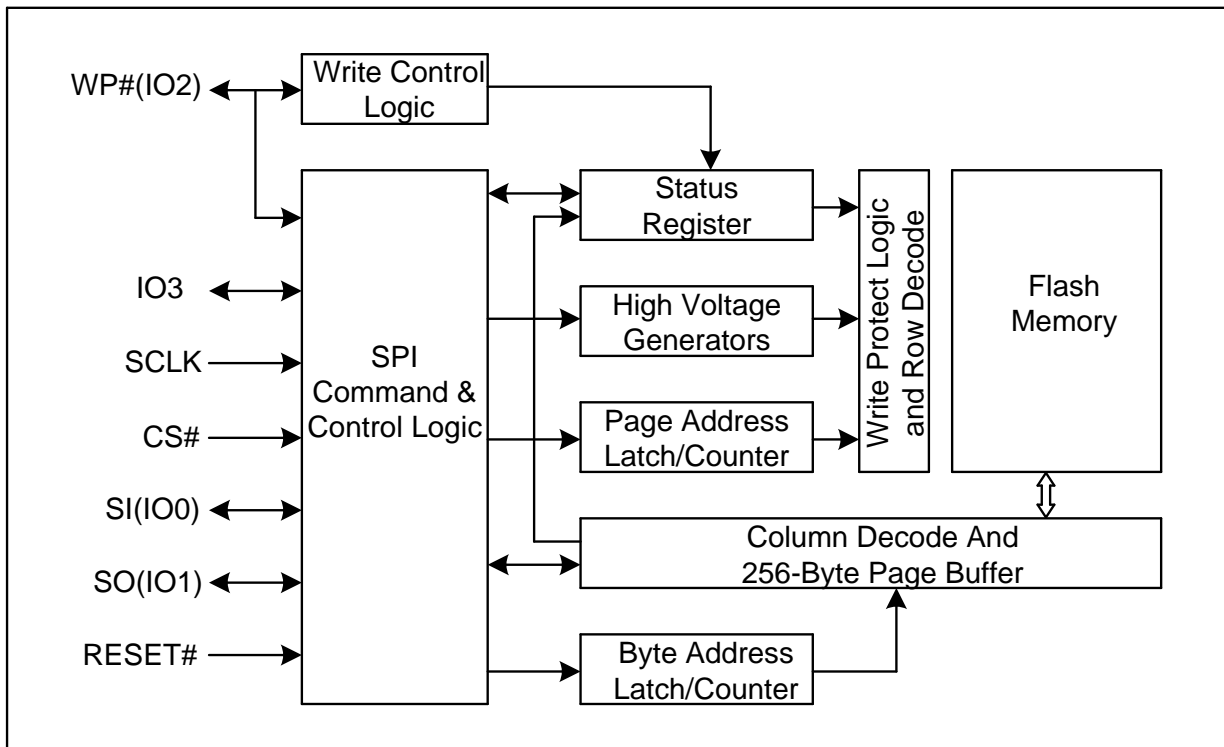 WP#(IO2)
Write Control
Logic
IO3
SCLK
CS#
SI(IO0)
SO(IO1)
RESET#
SPI
Command &
Control Logic
Status
Register
High Voltage
Generators
Page Address
Latch/Counter
Write Protect Logic
and Row Decode
Flash
Memory
Column Decode And
256-Byte Page Buffer
Byte Address
Latch/Counter